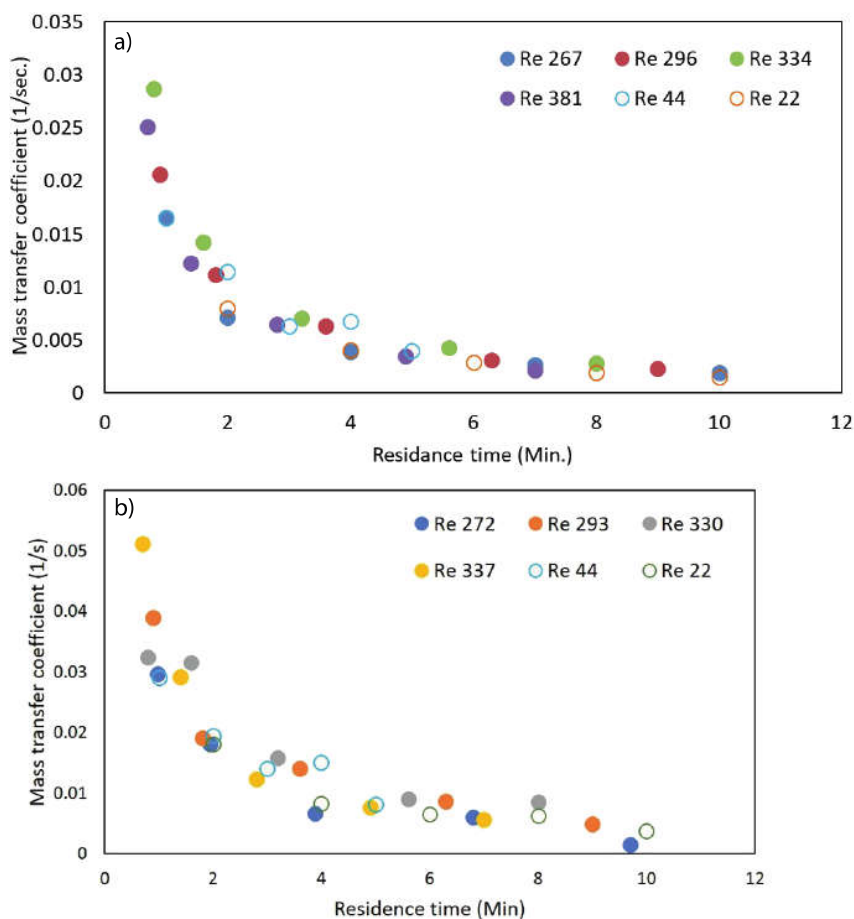 a)
0.035
0.03
0.025
0.02
0.015
0.01
0.005
0
Mass transfer coefficient (1/sec.)
Re 267 Re 296 Re 334
Re 381 Re 44 Re 22
0 2 4 6 8 10 12
Residance time (Min.)
b)
0.06
0.05
0.04
0.03
0.02
0.01
0
Mass transfer coefficient (1/s)
Re 272 Re 293 Re 330
Re 337 Re 44 Re 22
0 2 4 6 8 10 12
Residence time (Min)